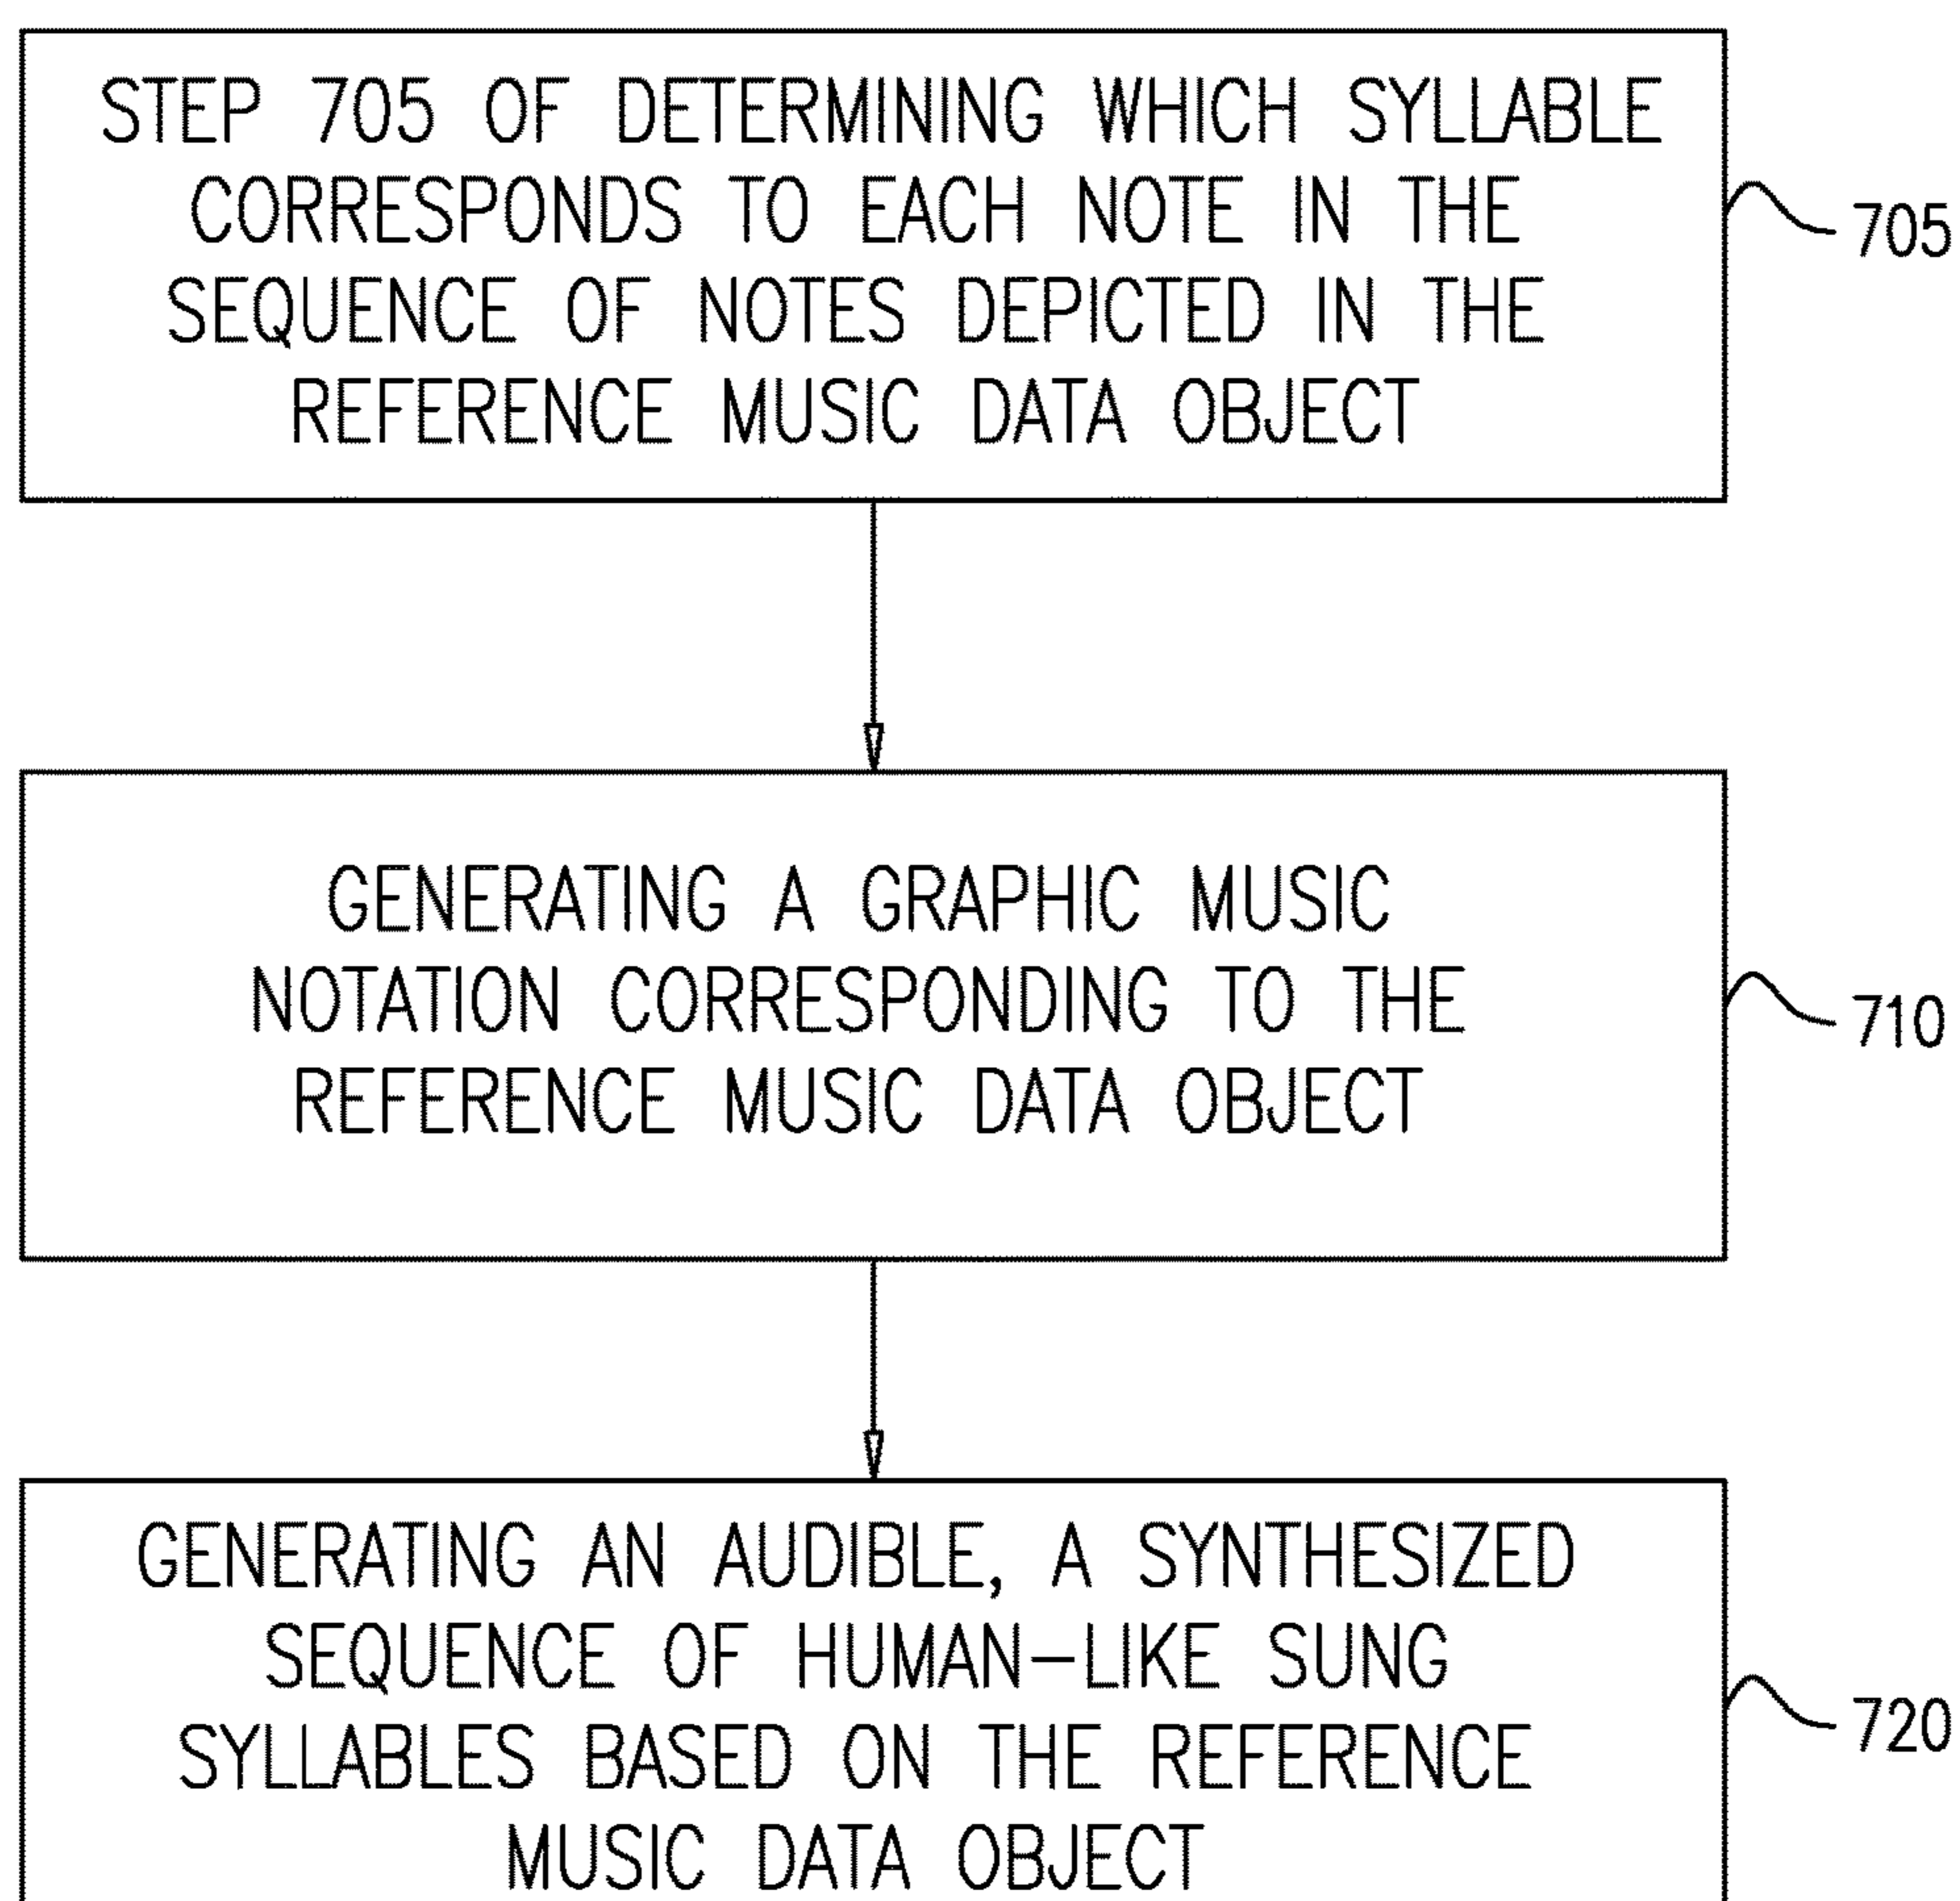 STEP 705 OF DETERMINING WHICH SYLLABLE
CORRESPONDS TO EACH NOTE IN THE
SEQUENCE OF NOTES DEPICTED IN THE
REFERENCE MUSIC DATA OBJECT
705
GENERATING A GRAPHIC MUSIC
NOTATION CORRESPONDING TO THE
REFERENCE MUSIC DATA OBJECT
710
GENERATING AN AUDIBLE, A SYNTHESIZED
SEQUENCE OF HUMAN-LIKE SUNG
SYLLABLES BASED ON THE REFERENCE
MUSIC DATA OBJECT
720